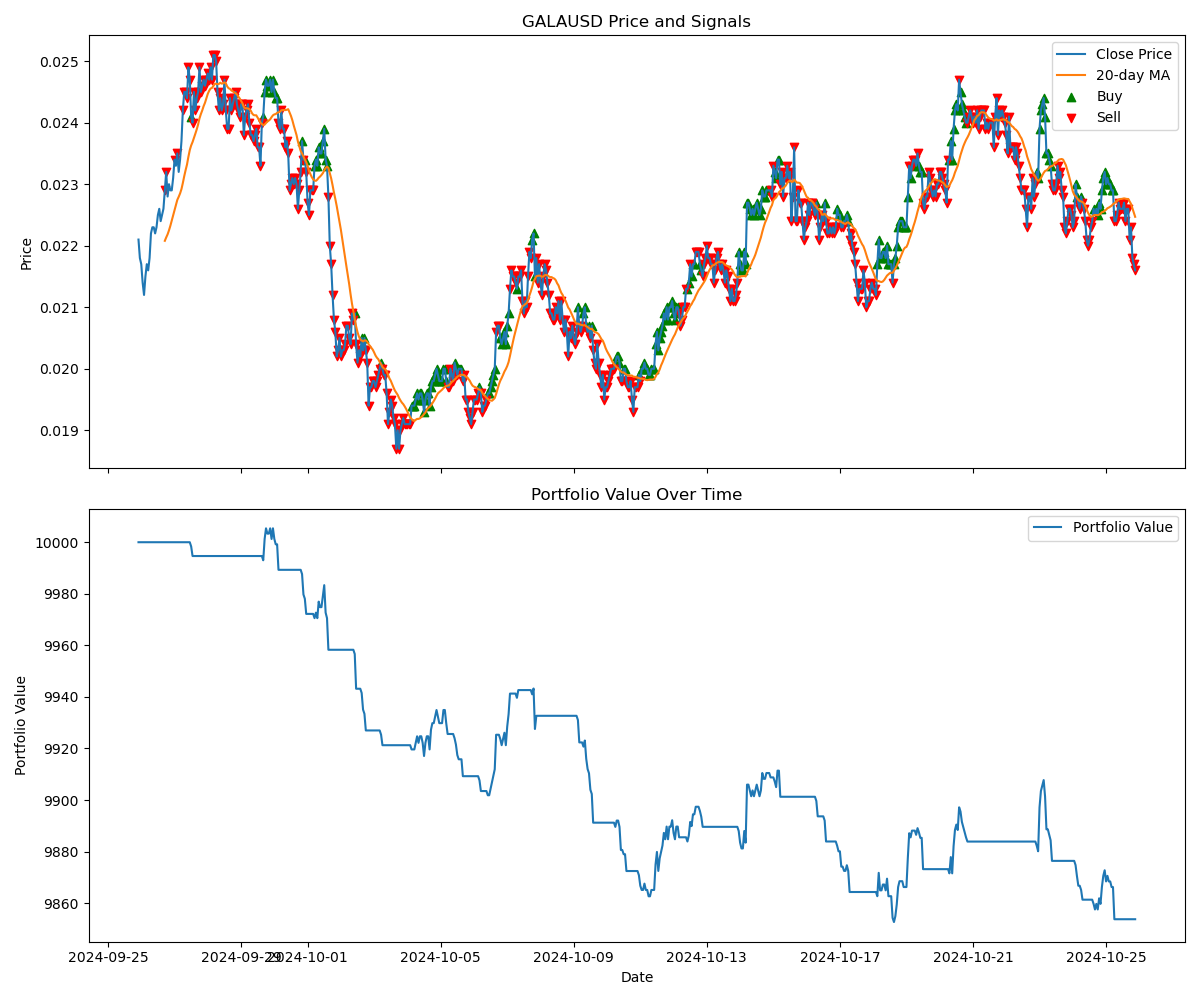 GALAUSD Price and Signals
Price
0.025
0.024
0.023
0.022
0.021
0.020
0.019
Close Price
20-day MA
Buy
Sell
Portfolio Value Over Time
Portfolio Value
10000
9980
9960
9940
9920
9900
9880
9860
Portfolio Value
2024-09-25 2024-09-29 2024-10-01 2024-10-05 2024-10-09 2024-10-13 2024-10-17 2024-10-21 2024-10-25
Date